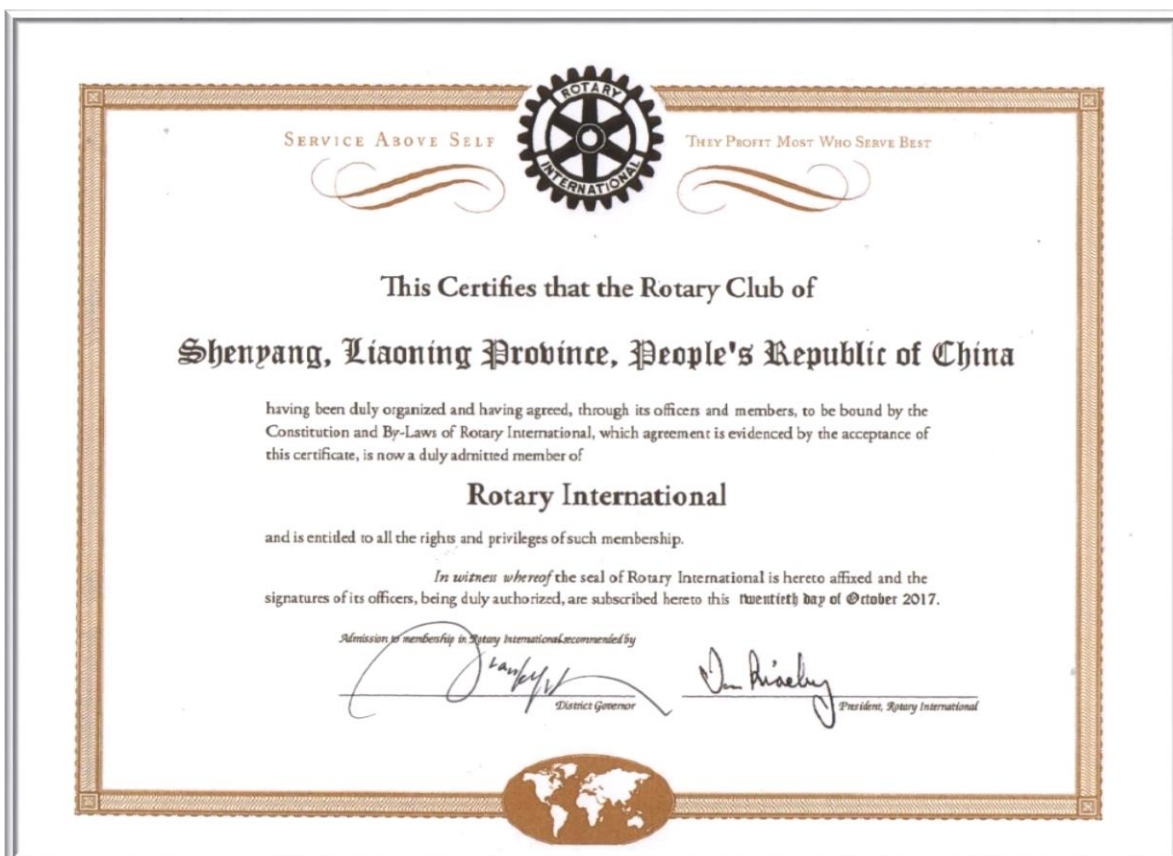 ROTARY
INTERNATIONAL
SERVICE ABOVE SELF
THEY PROFIT MOST WHO SERVE BEST
This Certifies that the Rotary Club of
Shenyang, Liaoning Province, People's Republic of China
having been duly organized and having agreed, through its officers and members, to be bound by the
Constitution and By-Laws of Rotary International, which agreement is evidenced by the acceptance of
this certificate, is now a duly admitted member of
Rotary International
and is entitled to all the rights and privileges of such membership.
In witness whereof the seal of Rotary International is hereto affixed and the
signatures of its officers, being duly authorized, are subscribed hereto this twentieth day of October 2017.
Admission to membership in Rotary International recommended by
District Governor
President, Rotary International